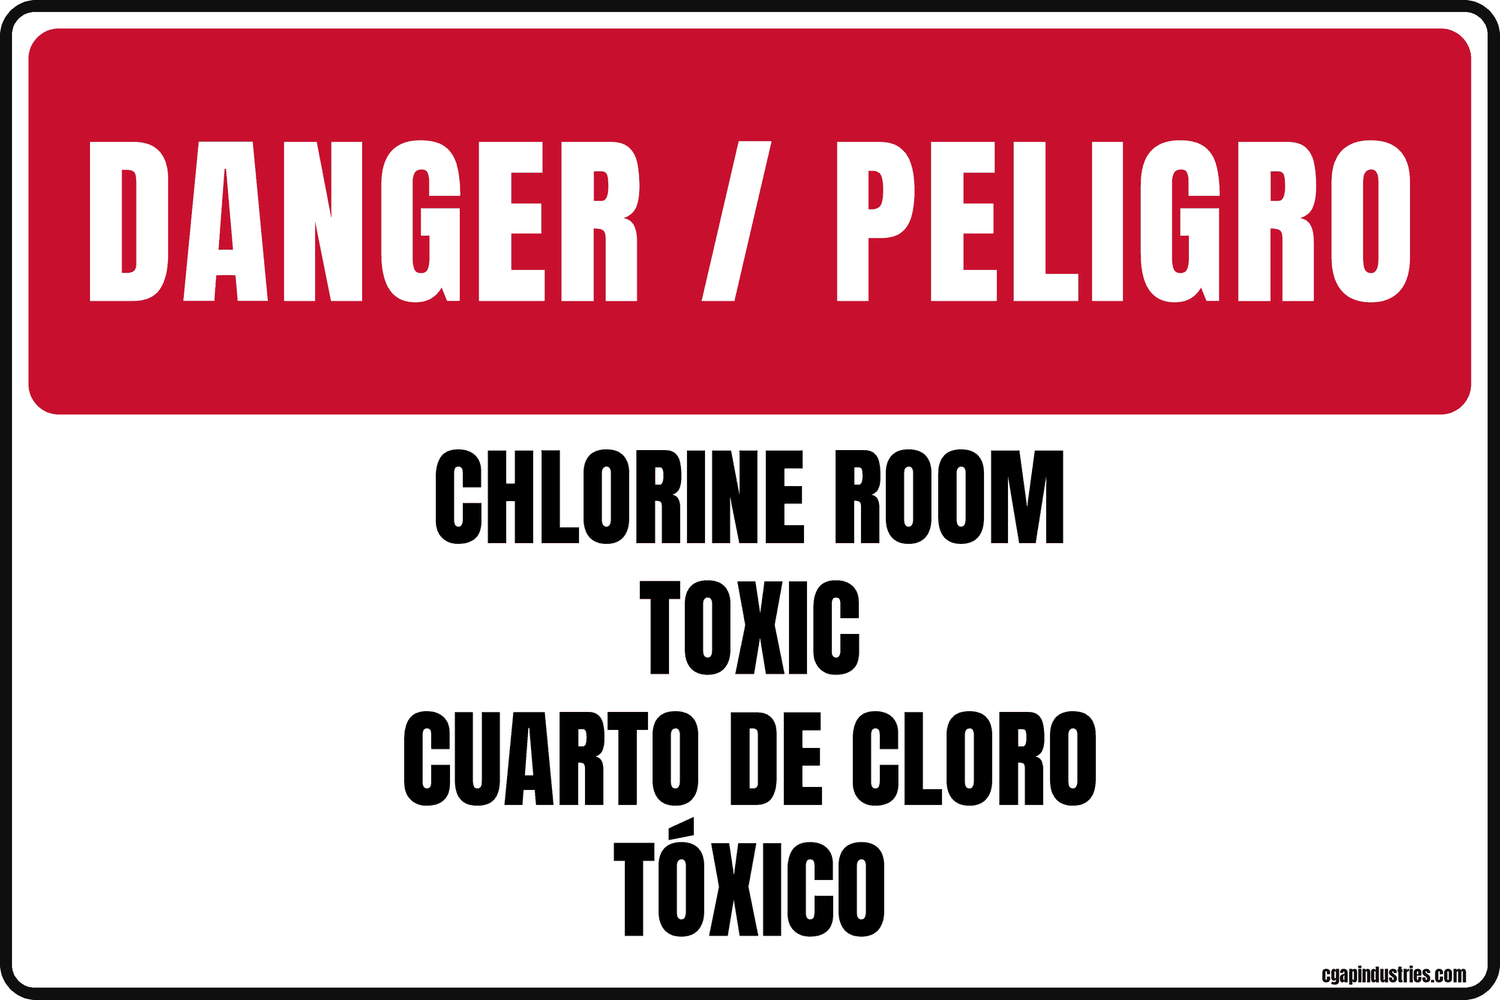 DANGER / PELIGRO
CHLORINE ROOM
TOXIC
CUARTO DE CLORO
TÓXICO
cgapindustries.com